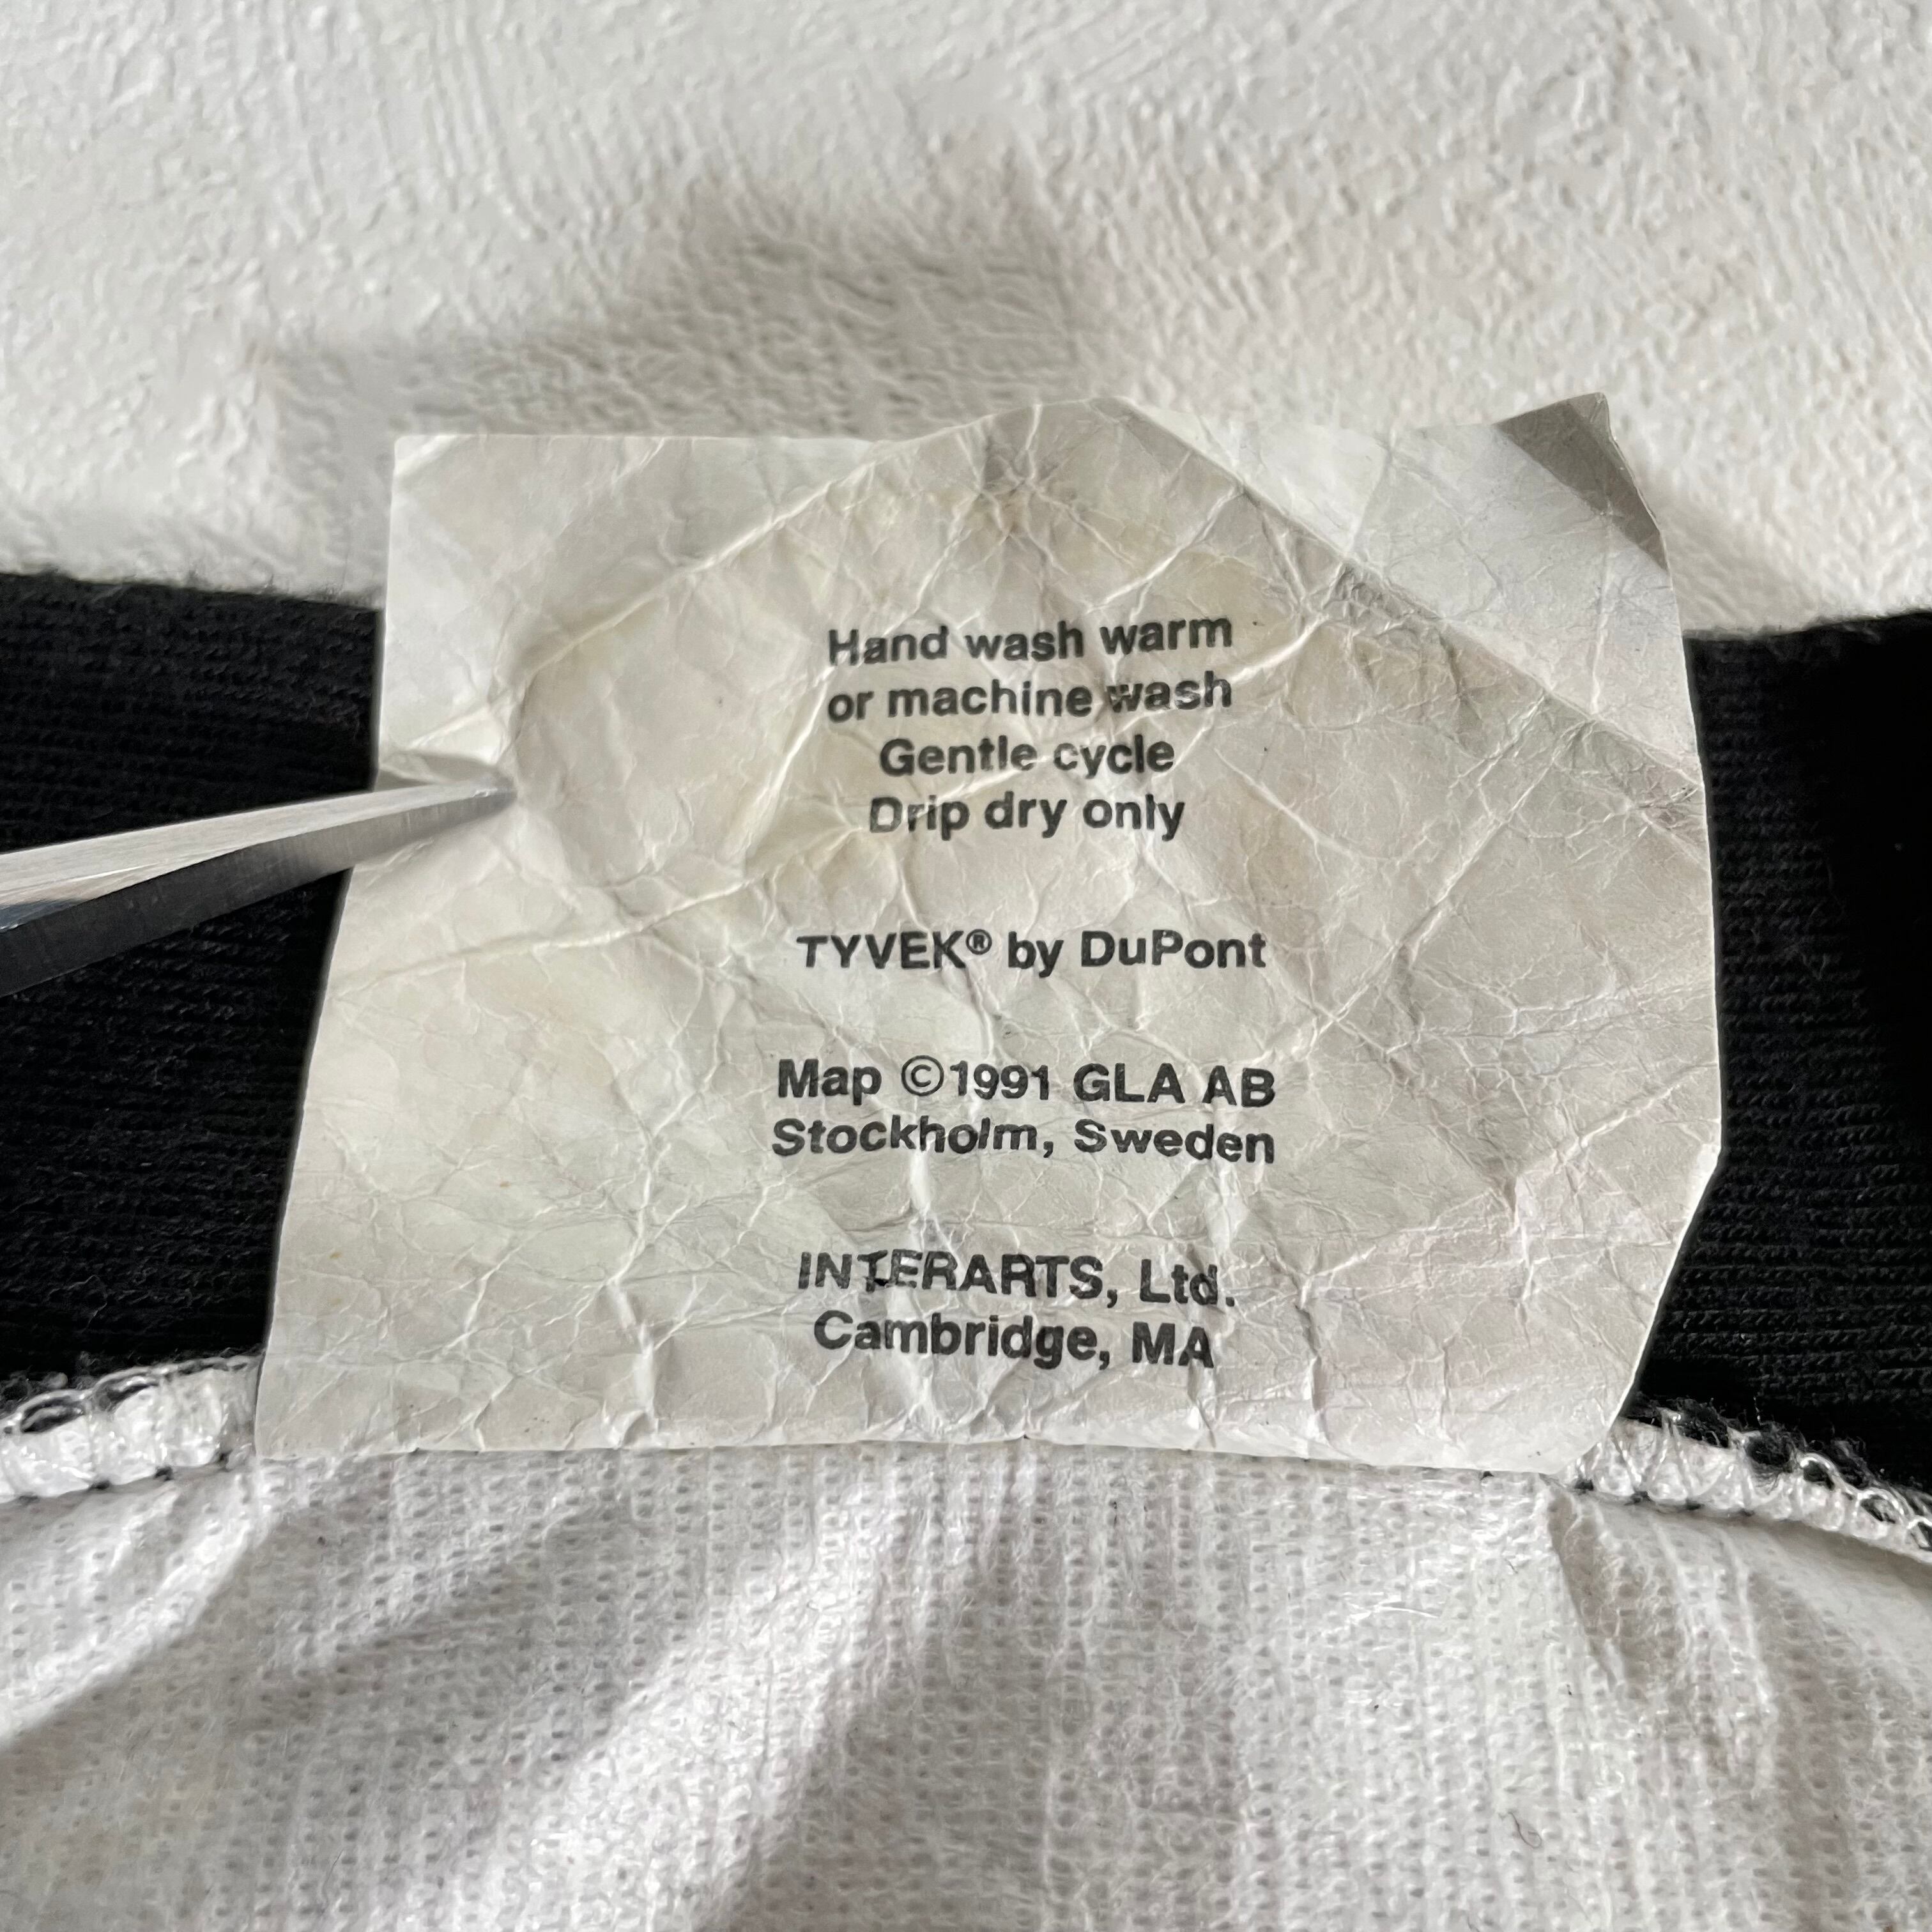 Hand wash warm
or machine wash
Gentle cycle
Drip dry only
TYVEK® by DuPont
Map ©1991 GLA AB
Stockholm, Sweden
INTERARTS, Ltd.
Cambridge, MA